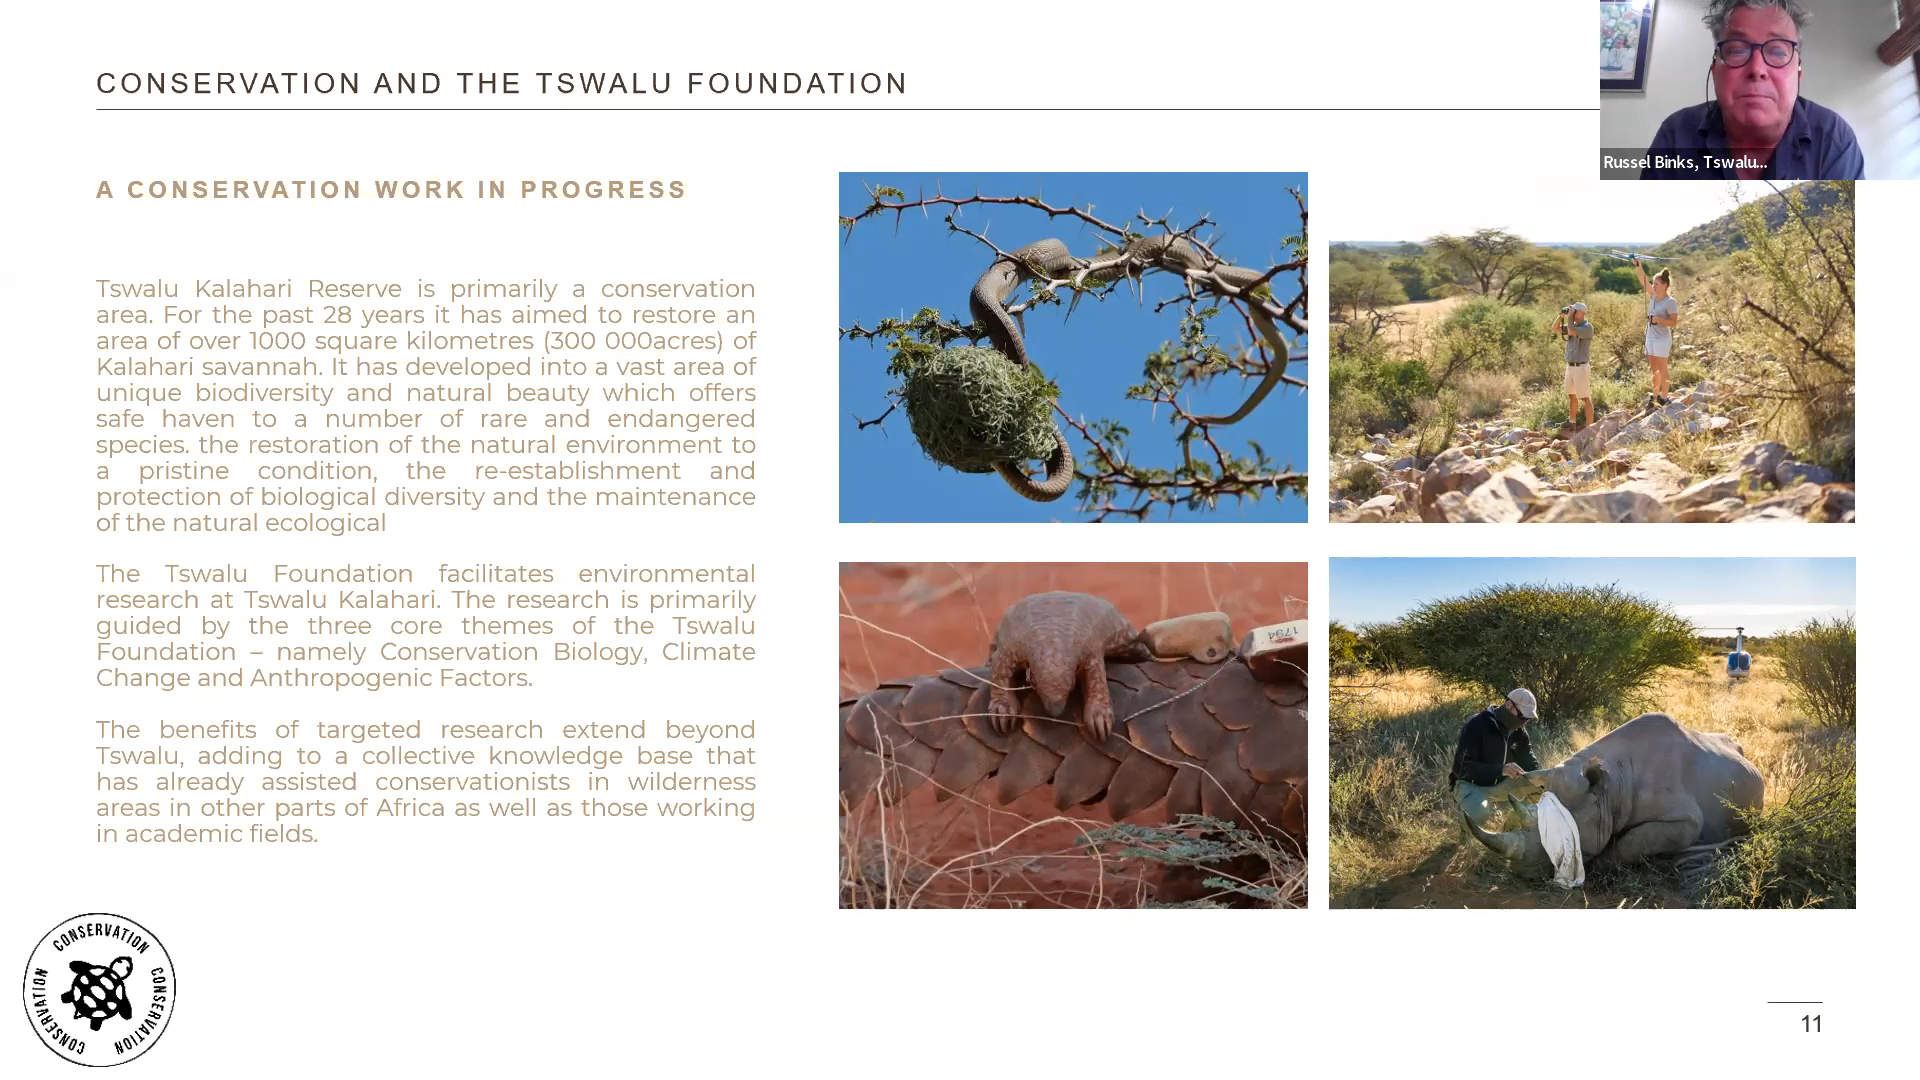 CONSERVATION AND THE TSWALU FOUNDATION
Russel Binks, Tswalu...
A CONSERVATION WORK IN PROGRESS
Tswalu Kalahari Reserve is primarily a conservation
area. For the past 28 years it has aimed to restore an
area of over 1000 square kilometres (300 000acres) of
Kalahari savannah. It has developed into a vast area of
unique biodiversity and natural beauty which offers
safe haven to a number of rare and endangered
species. the restoration of the natural environment to
a pristine condition, the re-establishment and
protection of biological diversity and the maintenance
of the natural ecological
The Tswalu Foundation facilitates environmental
research at Tswalu Kalahari. The research is primarily
guided by the three core themes of the Tswalu
Foundation – namely Conservation Biology, Climate
Change and Anthropogenic Factors.
The benefits of targeted research extend beyond
Tswalu, adding to a collective knowledge base that
has already assisted conservationists in wilderness
areas in other parts of Africa as well as those working
in academic fields.
1794
CONSERVATION
CONSERVATION
CONSERVATION
11